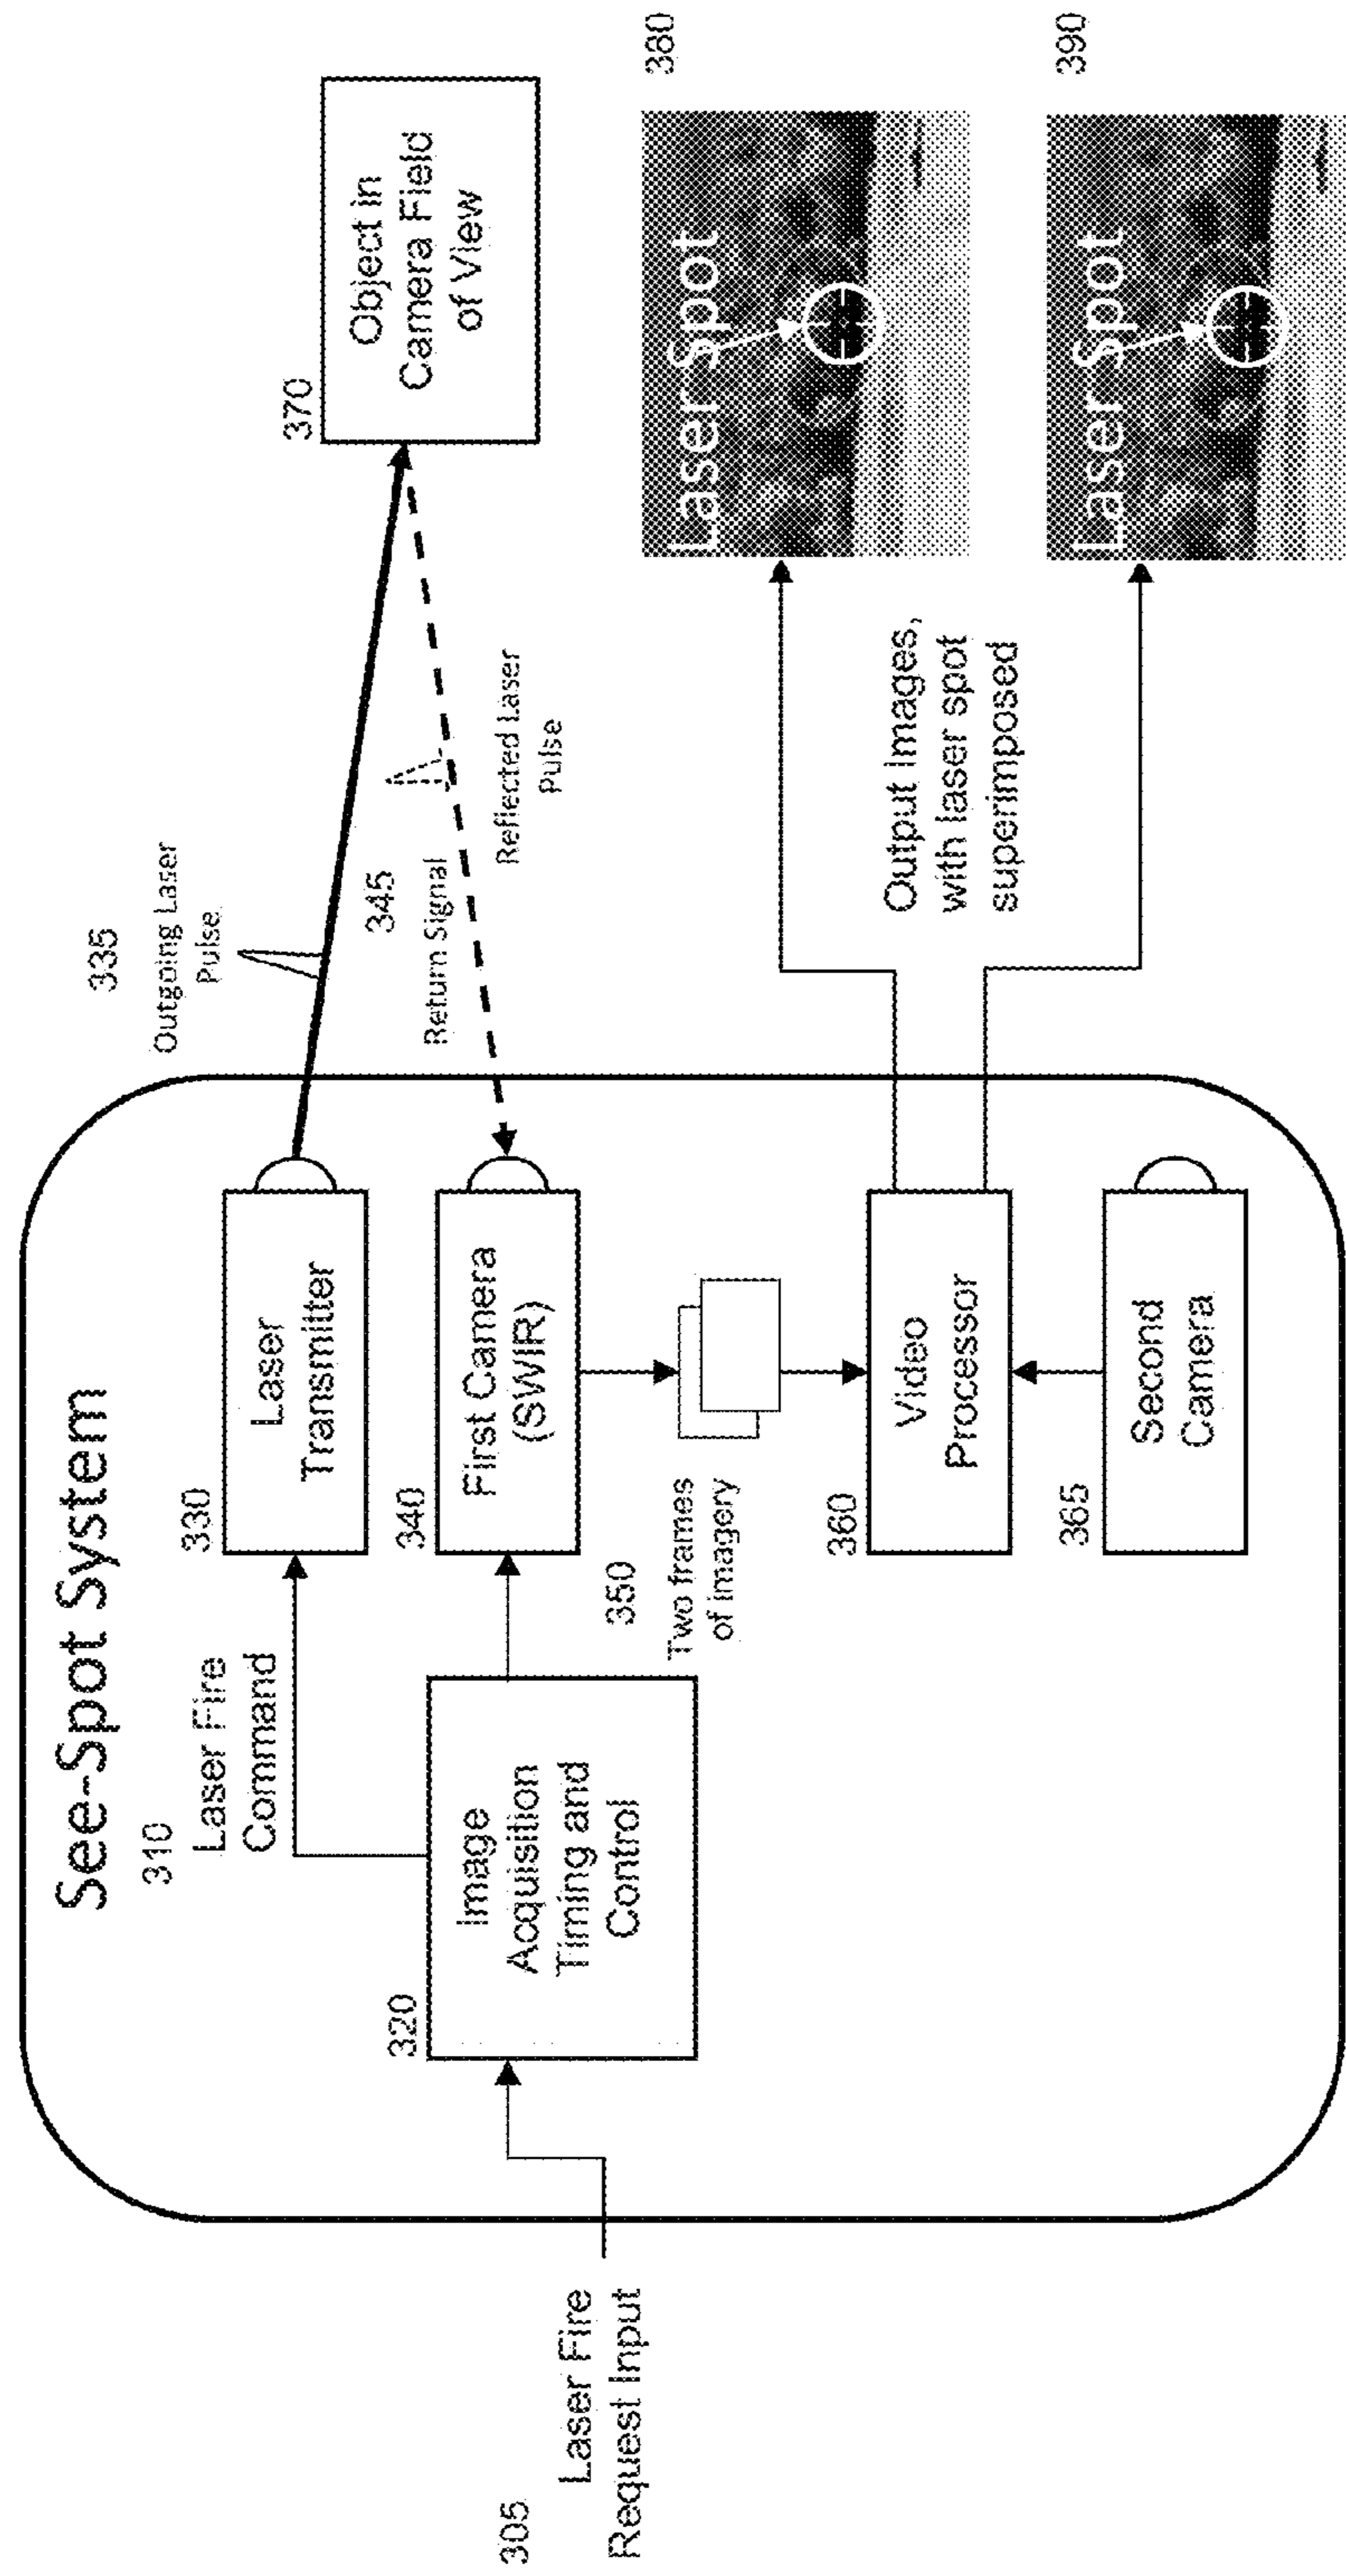 See-Spot System
310
305
Laser Fire
Request Input
320
Image
Acquisition
Timing and
Control
Laser Fire
Command
330
Laser
Transmitter
340
First Camera
(SWIR)
350
Two frames
of imagery
360
Video
Processor
365
Second
Camera
335
Outgoing Laser
Pulse
345
Return Signal
Reflected Laser
Pulse
370
Object in
Camera Field
of View
Output Images,
with laser spot
superimposed
Laser Spot
380
Laser Spot
390